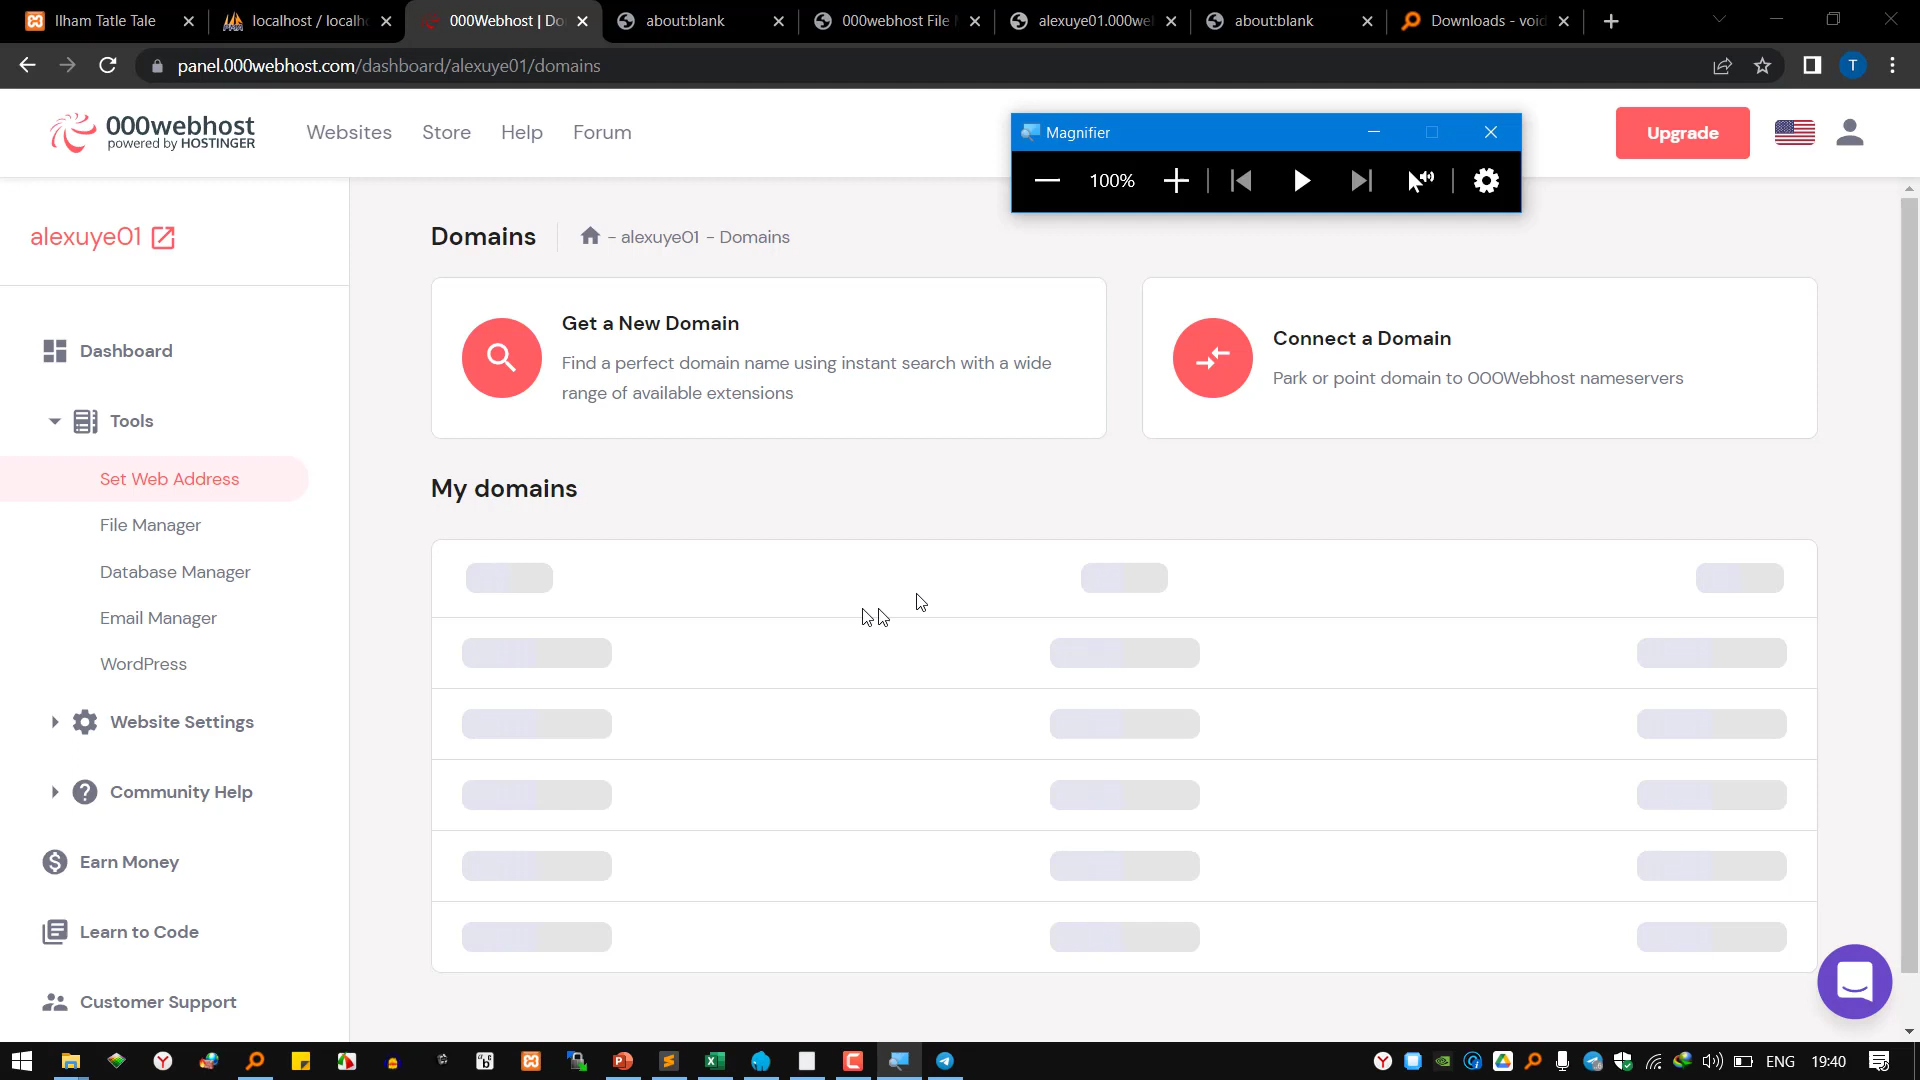 Ilham Tatle Tale
localhost / localh
000Webhost | Do
about:blank
000webhost File
alexuye01.000we
about:blank
Downloads - void
panel.000webhost.com/dashboard/alexuye01/domains
T
000webhost
powered by HOSTINGER
Websites
Store
Help
Forum
Magnifier
100%
Upgrade
alexuye01
Domains
- alexuye01 - Domains
Get a New Domain
Find a perfect domain name using instant search with a wide
range of available extensions
Connect a Domain
Park or point domain to 000Webhost nameservers
Dashboard
Tools
Set Web Address
File Manager
Database Manager
Email Manager
WordPress
Website Settings
Community Help
Earn Money
Learn to Code
Customer Support
My domains
ENG
19:40